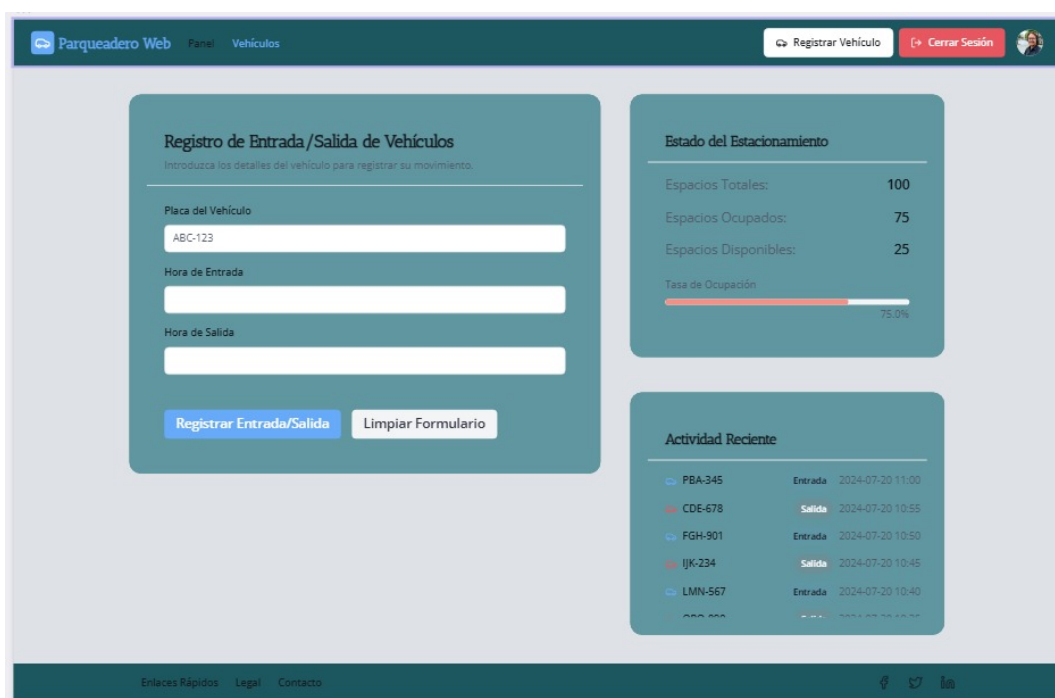 Parqueadero Web Panel Vehículos Registrar Vehículo Cerrar Sesión
Registro de Entrada/Salida de Vehículos
Introduzca los detalles del vehículo para registrar su movimiento.
Placa del Vehículo
ABC-123
Hora de Entrada
Hora de Salida
Registrar Entrada/Salida Limpiar Formulario
Estado del Estacionamiento
Espacios Totales: 100
Espacios Ocupados: 75
Espacios Disponibles: 25
Tasa de Ocupación
75.0%
Actividad Reciente
PBA-345 Entrada 2024-07-20 11:00
CDE-678 Salida 2024-07-20 10:55
FGH-901 Entrada 2024-07-20 10:50
IJK-234 Salida 2024-07-20 10:45
LMN-567 Entrada 2024-07-20 10:40
Enlaces Rápidos Legal Contacto